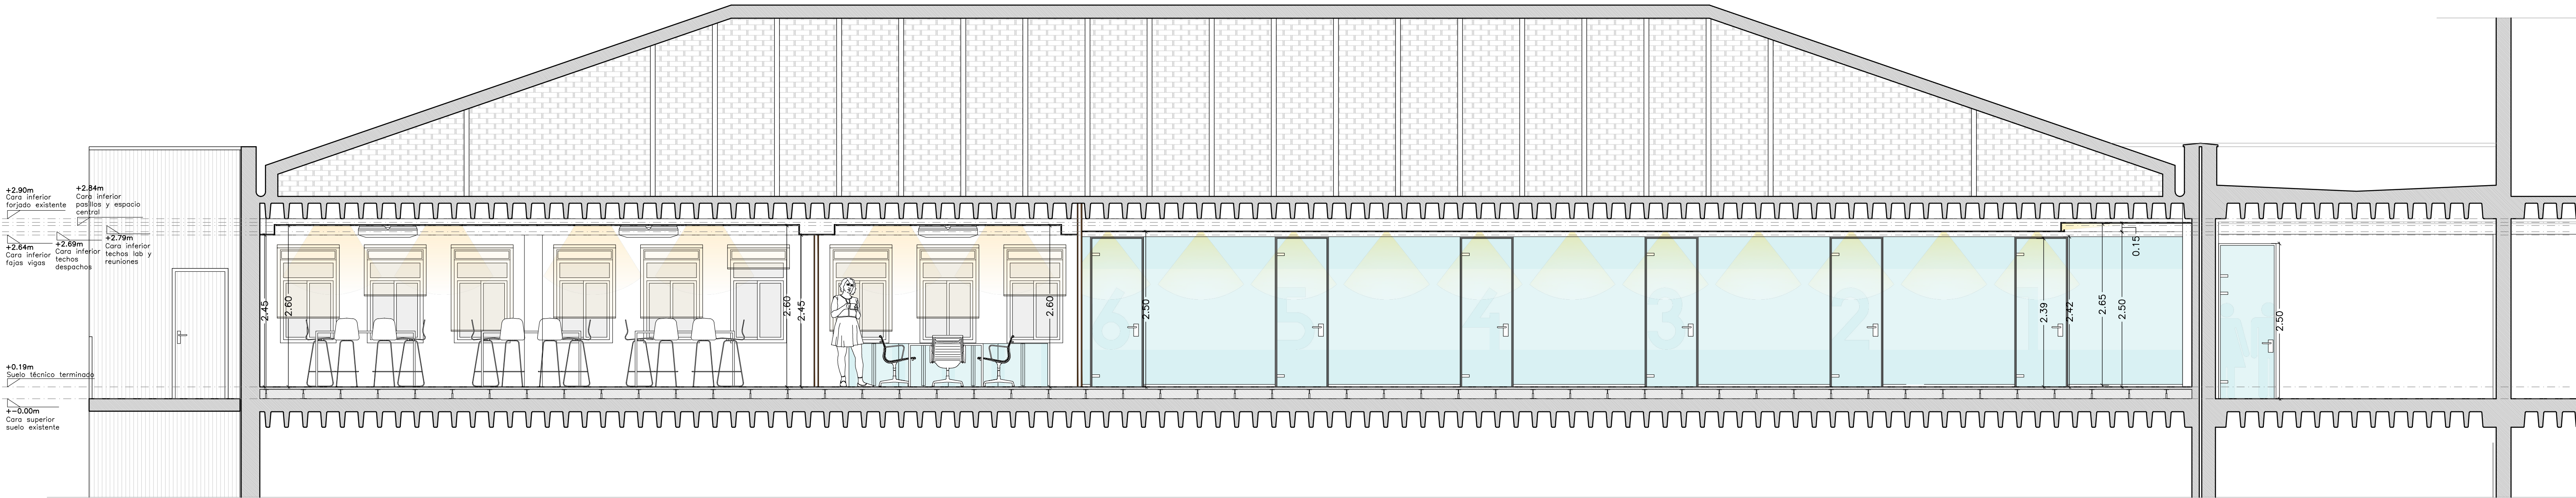 +2.90m
Cara inferior
forjado existente
+2.84m
Cara inferior
pasillos y espacio
central
+2.64m
Cara inferior
fajas vigas
+2.69m
Cara inferior
techos
despachos
+2.79m
Cara inferior
techos lab y
reuniones
+0.19m
Suelo técnico terminado
+-0.00m
Cara superior
suelo existente
2.45
2.60
2.60
2.45
2.60
6
2.50
5
4
3
2
1
2.39
2.42
2.65
2.50
0.15
2.50